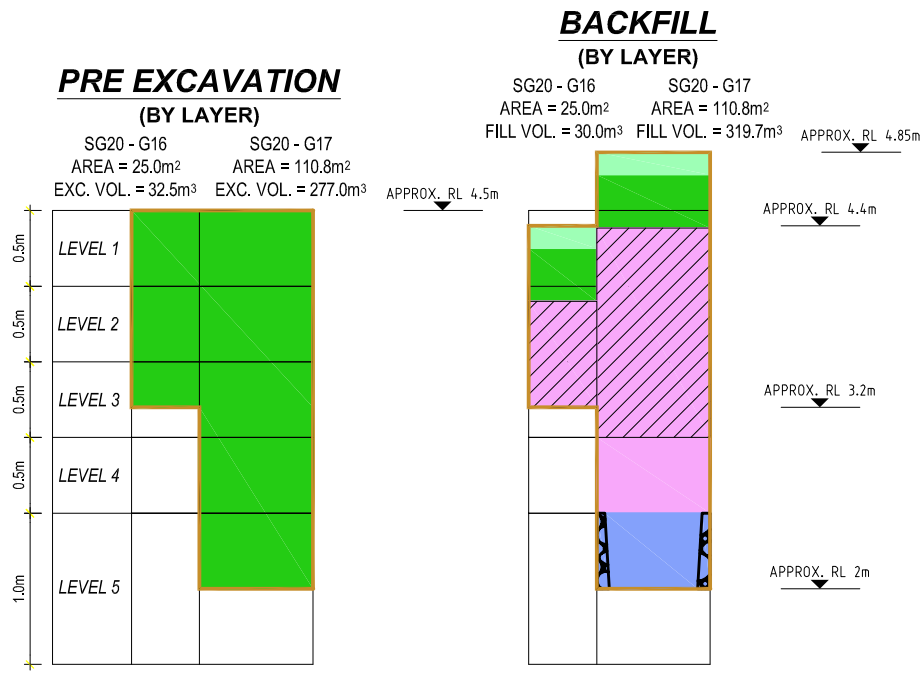 PRE EXCAVATION
(BY LAYER)
SG20 - G16
AREA = 25.0m²
EXC. VOL. = 32.5m³
SG20 - G17
AREA = 110.8m²
EXC. VOL. = 277.0m³
APPROX. RL 4.5m
0.5m
LEVEL 1
0.5m
LEVEL 2
0.5m
LEVEL 3
0.5m
LEVEL 4
1.0m
LEVEL 5
BACKFILL
(BY LAYER)
SG20 - G16
AREA = 25.0m²
FILL VOL. = 30.0m³
SG20 - G17
AREA = 110.8m²
FILL VOL. = 319.7m³
APPROX. RL 4.85m
APPROX. RL 4.4m
APPROX. RL 3.2m
APPROX. RL 2m